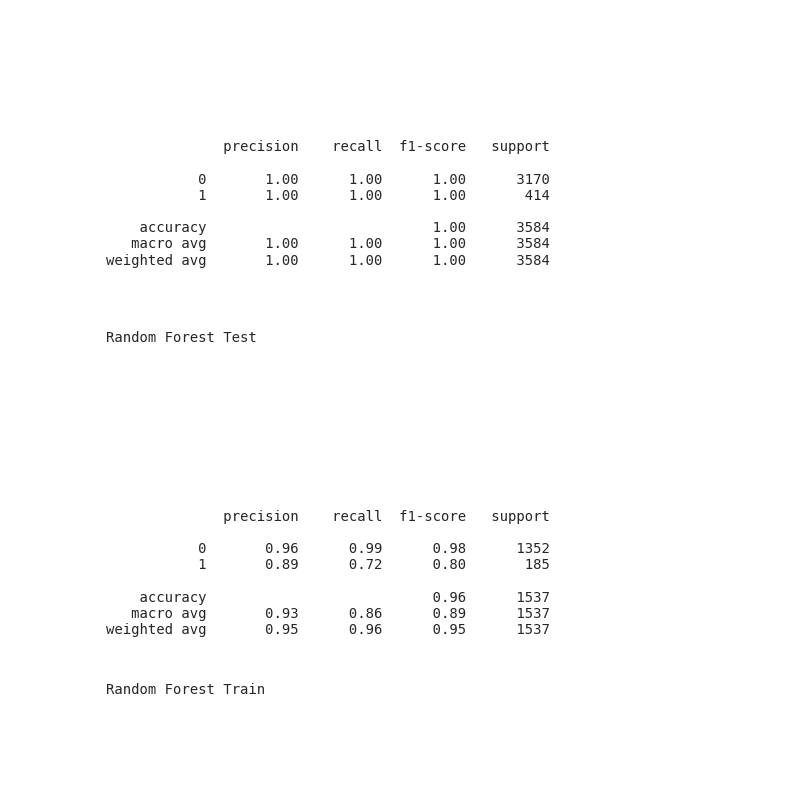 precision recall f1-score support
0 1.00 1.00 1.00 3170
1 1.00 1.00 1.00 414
accuracy 1.00 3584
macro avg 1.00 1.00 1.00 3584
weighted avg 1.00 1.00 1.00 3584
Random Forest Test
precision recall f1-score support
0 0.96 0.99 0.98 1352
1 0.89 0.72 0.80 185
accuracy 0.96 1537
macro avg 0.93 0.86 0.89 1537
weighted avg 0.95 0.96 0.95 1537
Random Forest Train